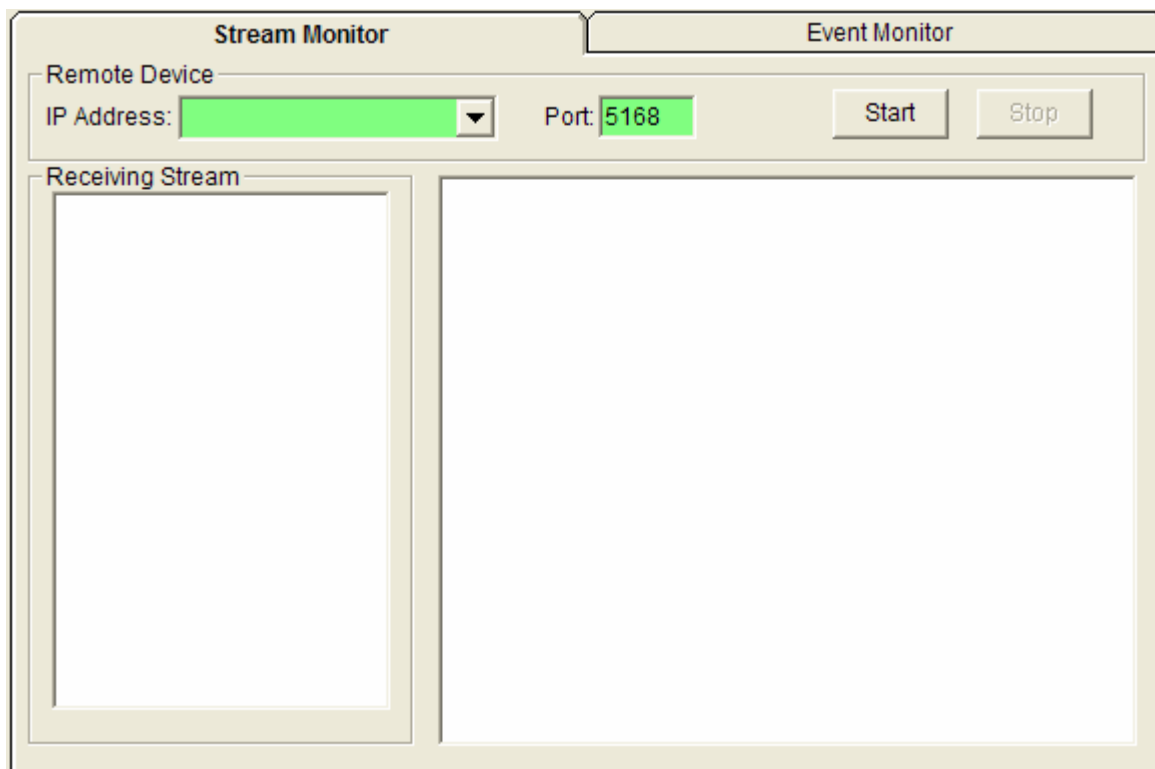 Stream Monitor
Event Monitor
Remote Device
IP Address:
Port: 5168
Start
Stop
Receiving Stream